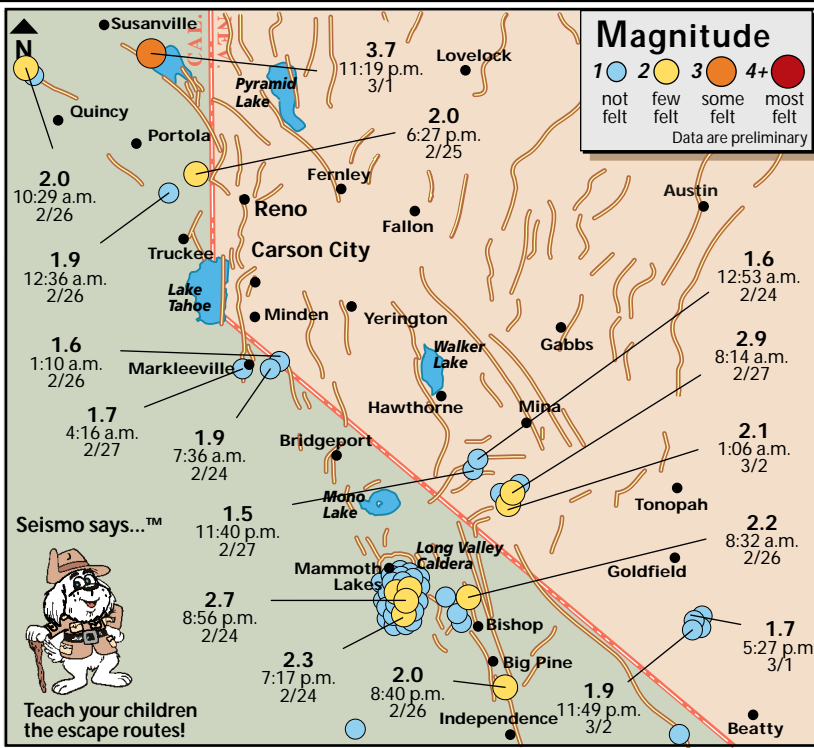 Susanville
N
CAL.
NEV.
3.7
11:19 p.m.
3/1
Lovelock
Pyramid
Lake
Magnitude
1 2 3 4+
not felt
few felt
some felt
most felt
Data are preliminary
Quincy
Portola
2.0
6:27 p.m.
2/25
2.0
10:29 a.m.
2/26
Fernley
Reno
Fallon
Austin
1.9
12:36 a.m.
2/26
Truckee
Carson City
Lake
Tahoe
Minden
Yerington
1.6
12:53 a.m.
2/24
Gabbs
Walker
Lake
2.9
8:14 a.m.
2/27
1.6
1:10 a.m.
2/26
Markleeville
Hawthorne
Mina
1.7
4:16 a.m.
2/27
1.9
7:36 a.m.
2/24
Bridgeport
2.1
1:06 a.m.
3/2
Mono
Lake
Tonopah
1.5
11:40 p.m.
2/27
Seismo says...™
2.2
8:32 a.m.
2/26
Long Valley
Caldera
Mammoth
Lakes
Goldfield
2.7
8:56 p.m.
2/24
Bishop
1.7
5:27 p.m
3/1
2.3
7:17 p.m.
2/24
Big Pine
2.0
8:40 p.m.
2/26
1.9
11:49 p.m.
3/2
Independence
Beatty
Teach your children
the escape routes!